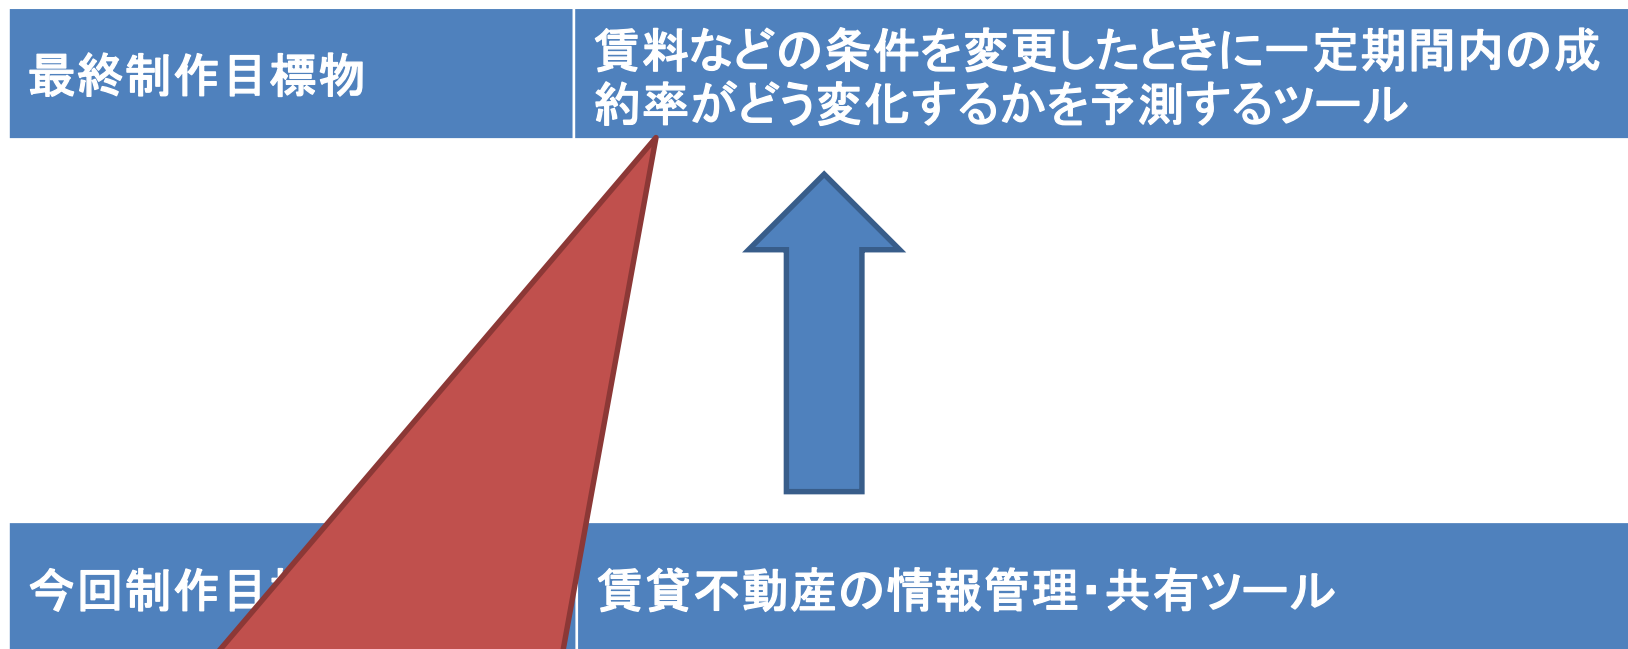 最終制作目標物
賃料などの条件を変更したときに一定期間内の成
約率がどう変化するかを予測するツール
今回制作目
賃貸不動産の情報管理・共有ツール